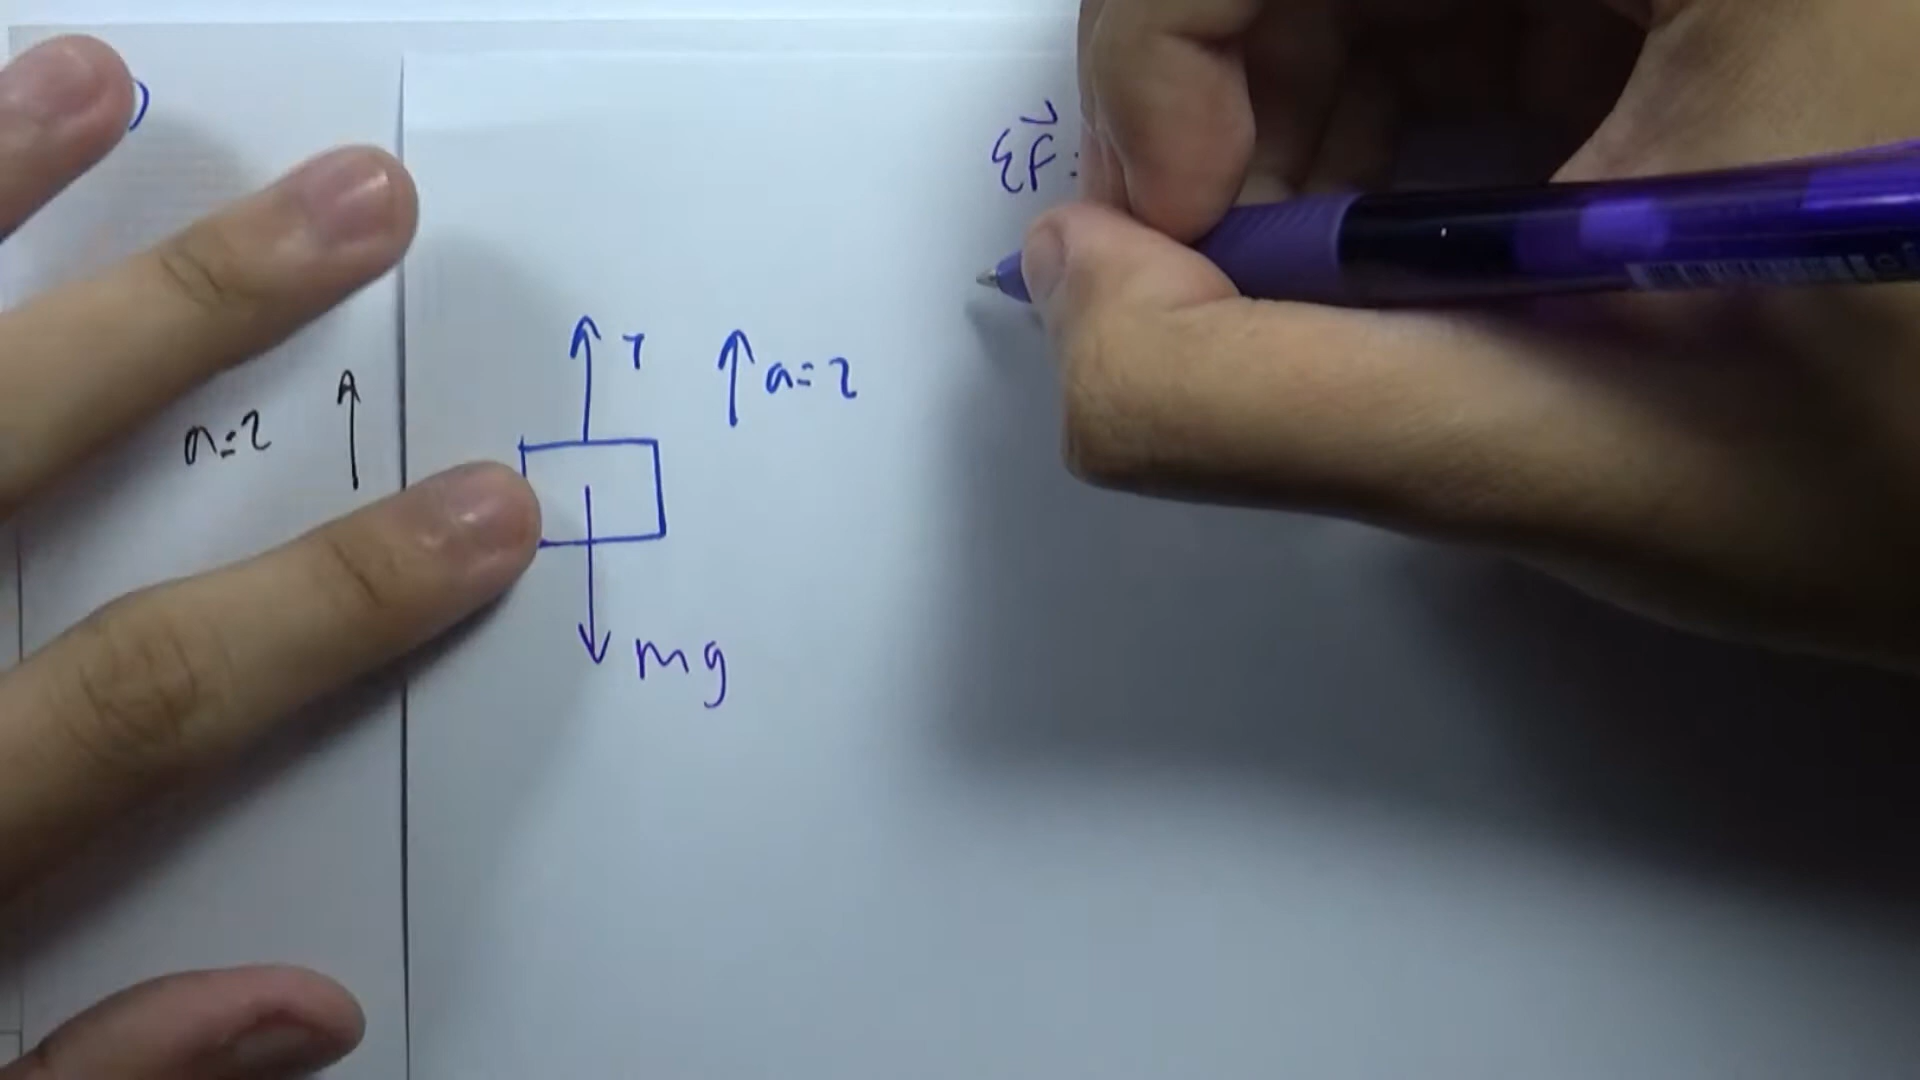 ΣF⃗ =
T
a=2
a=2
mg